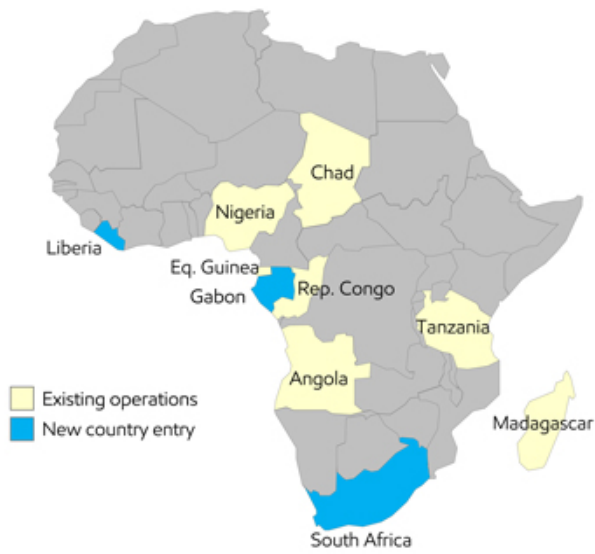 Chad
Nigeria
Liberia
Eq. Guinea
Gabon
Rep. Congo
Tanzania
Angola
Existing operations
New country entry
Madagascar
South Africa